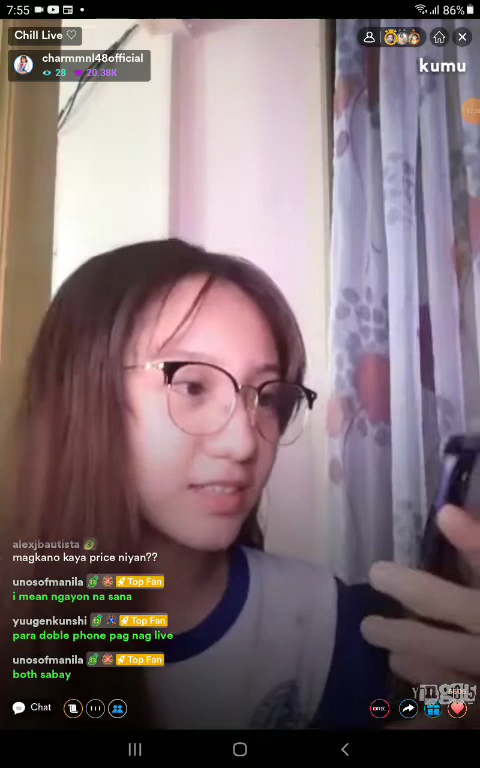 7:55
86%
Chill Live ♡
charmmnl48official
28 20.38K
kumu
alexjbautista
magkano kaya price niyan??
unosofmanila Top Fan
i mean ngayon na sana
yuugenkunshi Top Fan
para doble phone pag nag live
unosofmanila Top Fan
both sabay
Chat